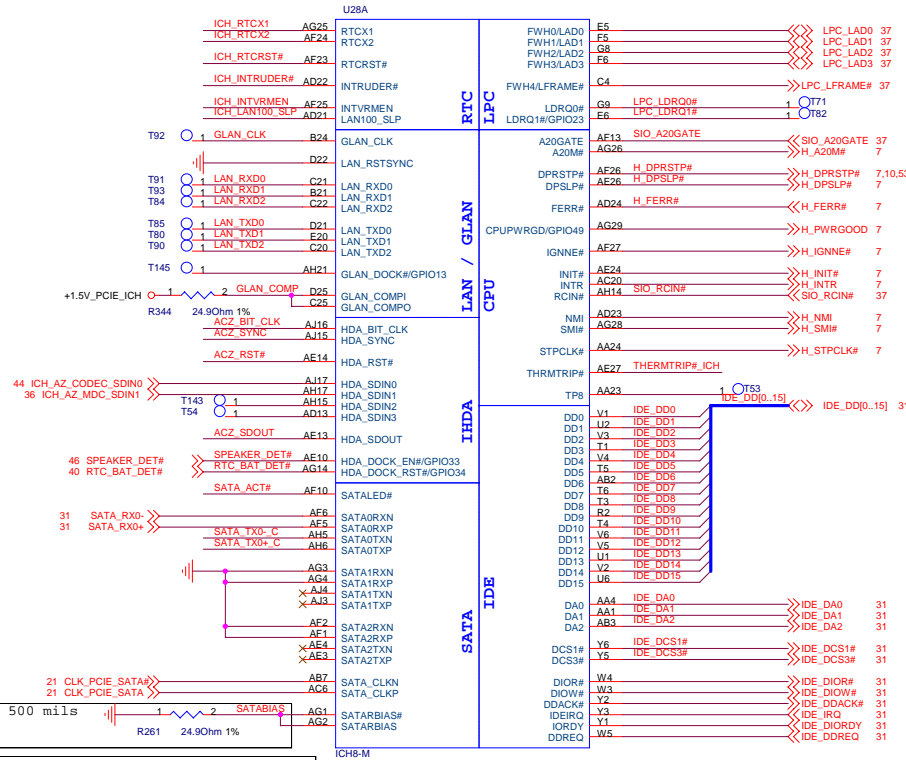 U28A
ICH_RTCX1 AG25 RTCX1
ICH_RTCX2 AF24 RTCX2
ICH_RTCRST# AF23 RTCRST#
ICH_INTRUDER# AD22 INTRUDER#
ICH_INTVRMEN AF25 INTVRMEN
ICH_LAN100_SLP AD21 LAN100_SLP
RTC
T92 1 GLAN_CLK B24 GLAN_CLK
D22 LAN_RSTSYNC
T91 1 LAN_RXD0 C21 LAN_RXD0
T93 1 LAN_RXD1 B21 LAN_RXD1
T84 1 LAN_RXD2 C22 LAN_RXD2
T85 1 LAN_TXD0 D21 LAN_TXD0
T80 1 LAN_TXD1 E20 LAN_TXD1
T90 1 LAN_TXD2 C20 LAN_TXD2
T145 1 AH21 GLAN_DOCK#/GPIO13
+1.5V_PCIE_ICH 1 2 GLAN_COMP D25 GLAN_COMPI
C25 GLAN_COMPO
R344 24.9Ohm 1%
LAN / GLAN
ACZ_BIT_CLK AJ16 HDA_BIT_CLK
ACZ_SYNC AJ15 HDA_SYNC
ACZ_RST# AE14 HDA_RST#
44 ICH_AZ_CODEC_SDIN0 AJ17 HDA_SDIN0
36 ICH_AZ_MDC_SDIN1 AH17 HDA_SDIN1
T143 1 AH15 HDA_SDIN2
T54 1 AD13 HDA_SDIN3
ACZ_SDOUT AE13 HDA_SDOUT
46 SPEAKER_DET# SPEAKER_DET# AE10 HDA_DOCK_EN#/GPIO33
40 RTC_BAT_DET# RTC_BAT_DET# AG14 HDA_DOCK_RST#/GPIO34
IHDA
SATA_ACT# AF10 SATALED#
31 SATA_RX0- AF6 SATA0RXN
31 SATA_RX0+ AF5 SATA0RXP
SATA_TX0-_C AH5 SATA0TXN
SATA_TX0+_C AH6 SATA0TXP
AG3 SATA1RXN
AG4 SATA1RXP
AJ4 SATA1TXN
AJ3 SATA1TXP
AF2 SATA2RXN
AF1 SATA2RXP
AE4 SATA2TXN
AE3 SATA2TXP
21 CLK_PCIE_SATA# AB7 SATA_CLKN
21 CLK_PCIE_SATA AC6 SATA_CLKP
500 mils 1 2 SATABIAS AG1 SATARBIAS#
AG2 SATARBIAS
R261 24.9Ohm 1%
SATA
ICH8-M
LPC
FWH0/LAD0 E5 LPC_LAD0 37
FWH1/LAD1 F5 LPC_LAD1 37
FWH2/LAD2 G8 LPC_LAD2 37
FWH3/LAD3 F6 LPC_LAD3 37
FWH4/LFRAME# C4 LPC_LFRAME# 37
LDRQ0# G9 LPC_LDRQ0# 1 T71
LDRQ1#/GPIO23 E6 LPC_LDRQ1# 1 T82
CPU
A20GATE AF13 SIO_A20GATE SIO_A20GATE 37
A20M# AG26 H_A20M# 7
DPRSTP# AF26 H_DPRSTP# H_DPRSTP#
DPSLP# AE26 H_DPSLP# H_DPSLP# 7
FERR# AD24 H_FERR# H_FERR# 7
CPUPWRGD/GPIO49 AG29 H_PWRGOOD 7
IGNNE# AF27 H_IGNNE# 7
INIT# AE24 H_INIT# 7
INTR AC20 H_INTR 7
RCIN# AH14 SIO_RCIN# SIO_RCIN# 37
NMI AD23 H_NMI 7
SMI# AG28 H_SMI# 7
STPCLK# AA24 H_STPCLK# 7
THRMTRIP# AE27 THERMTRIP#_ICH
TP8 AA23 1 T53
IDE
IDE_DD[0..15] IDE_DD[0..15]
DD0 V1 IDE_DD0
DD1 U2 IDE_DD1
DD2 V3 IDE_DD2
DD3 T1 IDE_DD3
DD4 V4 IDE_DD4
DD5 T5 IDE_DD5
DD6 AB2 IDE_DD6
DD7 T6 IDE_DD7
DD8 T3 IDE_DD8
DD9 R2 IDE_DD9
DD10 T4 IDE_DD10
DD11 V6 IDE_DD11
DD12 V5 IDE_DD12
DD13 U1 IDE_DD13
DD14 V2 IDE_DD14
DD15 U6 IDE_DD15
DA0 AA4 IDE_DA0 IDE_DA0 31
DA1 AA1 IDE_DA1 IDE_DA1 31
DA2 AB3 IDE_DA2 IDE_DA2 31
DCS1# Y6 IDE_DCS1# IDE_DCS1# 31
DCS3# Y5 IDE_DCS3# IDE_DCS3# 31
DIOR# W4 IDE_DIOR# 31
DIOW# W3 IDE_DIOW# 31
DDACK# Y2 IDE_DDACK# 31
IDEIRQ Y3 IDE_IRQ 31
IORDY Y1 IDE_DIORDY 31
DDREQ W5 IDE_DDREQ 31